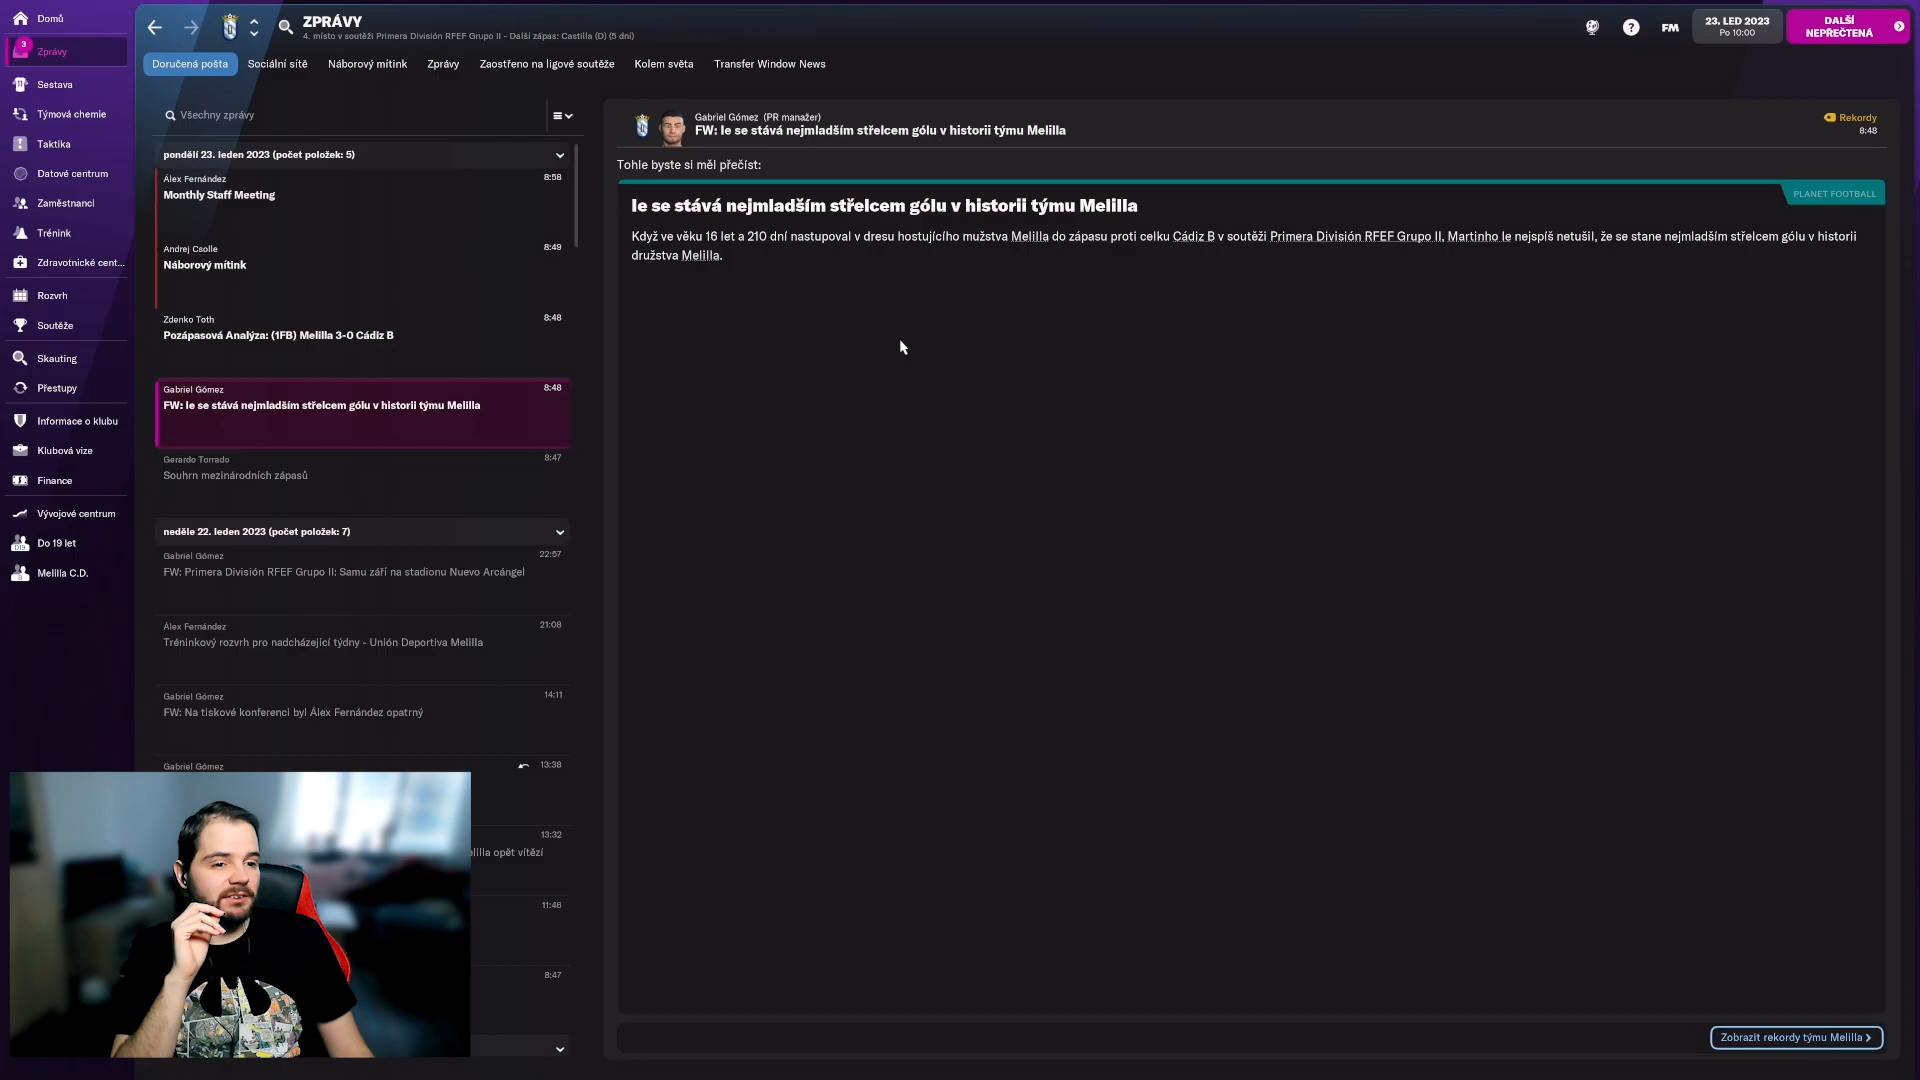 Domů
3
Zprávy
Sestava
Týmová chemie
Taktika
Datové centrum
Zaměstnanci
Trénink
Zdravotnické cent...
Rozvrh
Soutěže
Skauting
Přestupy
Informace o klubu
Klubová vize
Finance
Vývojové centrum
D19
Do 19 let
B
Melilla C.D.
ZPRÁVY
4. místo v soutěži Primera División RFEF Grupo II - Další zápas: Castilla (D) (5 dní)
?
FM
23. LED 2023
Po 10:00
DALŠÍ
NEPŘEČTENÁ
Doručená pošta
Sociální sítě
Náborový mítink
Zprávy
Zaostřeno na ligové soutěže
Kolem světa
Transfer Window News
Všechny zprávy
pondělí 23. leden 2023 (počet položek: 5)
Álex Fernández
8:58
Monthly Staff Meeting
Andrej Csolle
8:49
Náborový mítink
Zdenko Toth
8:48
Pozápasová Analýza: (1FB) Melilla 3-0 Cádiz B
Gabriel Gómez
8:48
FW: Ie se stává nejmladším střelcem gólu v historii týmu Melilla
Gerardo Torrado
8:47
Souhrn mezinárodních zápasů
neděle 22. leden 2023 (počet položek: 7)
Gabriel Gómez
22:57
FW: Primera División RFEF Grupo II: Samu září na stadionu Nuevo Arcángel
Álex Fernández
21:08
Tréninkový rozvrh pro nadcházející týdny - Unión Deportiva Melilla
Gabriel Gómez
14:11
FW: Na tiskové konferenci byl Álex Fernández opatrný
Gabriel Gómez
13:38
13:32
opět vítězí
11:46
8:47
Gabriel Gómez (PR manažer)
FW: Ie se stává nejmladším střelcem gólu v historii týmu Melilla
Rekordy
8:48
Tohle byste si měl přečíst:
PLANET FOOTBALL
Ie se stává nejmladším střelcem gólu v historii týmu Melilla
Když ve věku 16 let a 210 dní nastupoval v dresu hostujícího mužstva Melilla do zápasu proti celku Cádiz B v soutěži Primera División RFEF Grupo II, Martinho Ie nejspíš netušil, že se stane nejmladším střelcem gólu v historii
družstva Melilla.
Zobrazit rekordy týmu Melilla